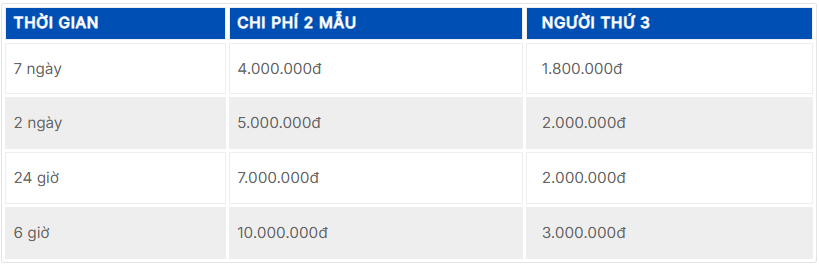 THỜI GIAN CHI PHÍ 2 MẪU NGƯỜI THỨ 3
7 ngày 4.000.000đ 1.800.000đ
2 ngày 5.000.000đ 2.000.000đ
24 giờ 7.000.000đ 2.000.000đ
6 giờ 10.000.000đ 3.000.000đ